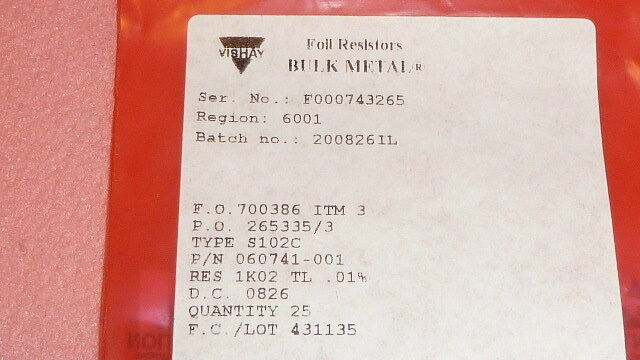 VISHAY
Foil Resistors
BULK METAL®
Ser. No.: F000743265
Region: 6001
Batch no.: 200826IL
F.O.700386 ITM 3
P.O. 265335/3
TYPE S102C
P/N 060741-001
RES 1K02 TL .01%
D.C. 0826
QUANTITY 25
F.C./LOT 431135